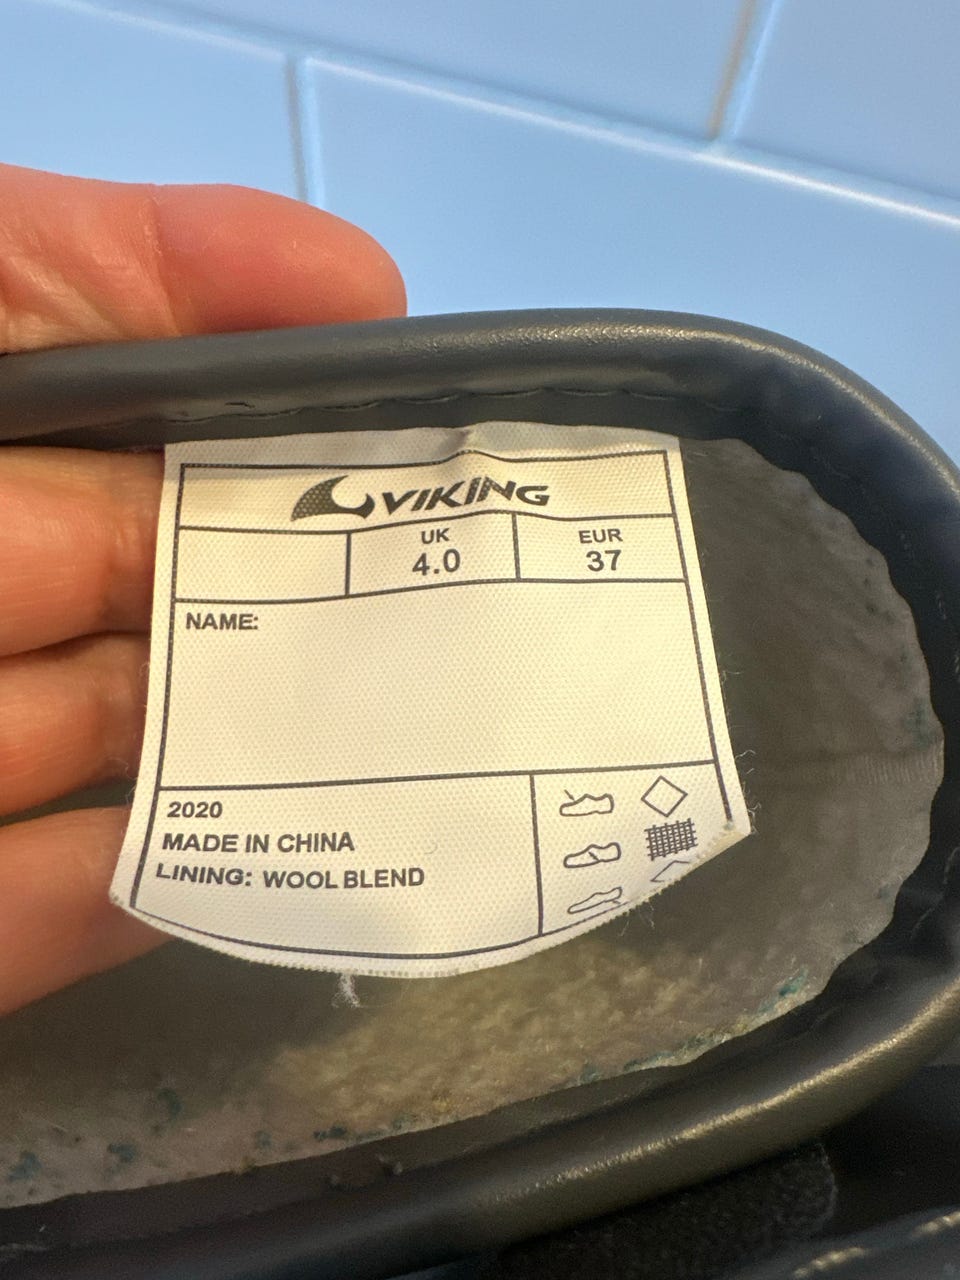 VIKING
UK EUR
4.0 37
NAME:
2020
MADE IN CHINA
LINING: WOOL BLEND